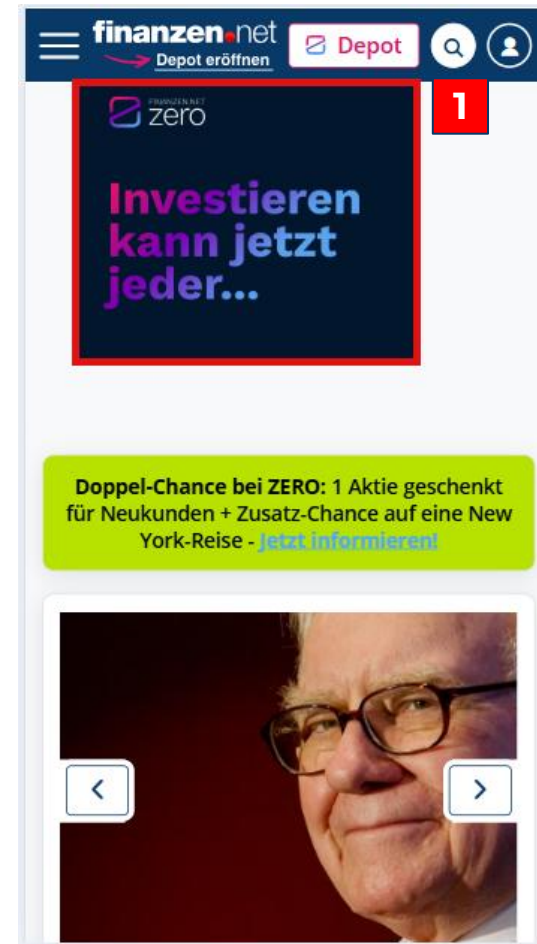 finanzen.net
Depot eröffnen
Depot
1
FINANZEN.NET
zero
Investieren
kann jetzt
jeder...
Doppel-Chance bei ZERO: 1 Aktie geschenkt
für Neukunden + Zusatz-Chance auf eine New
York-Reise - Jetzt informieren!